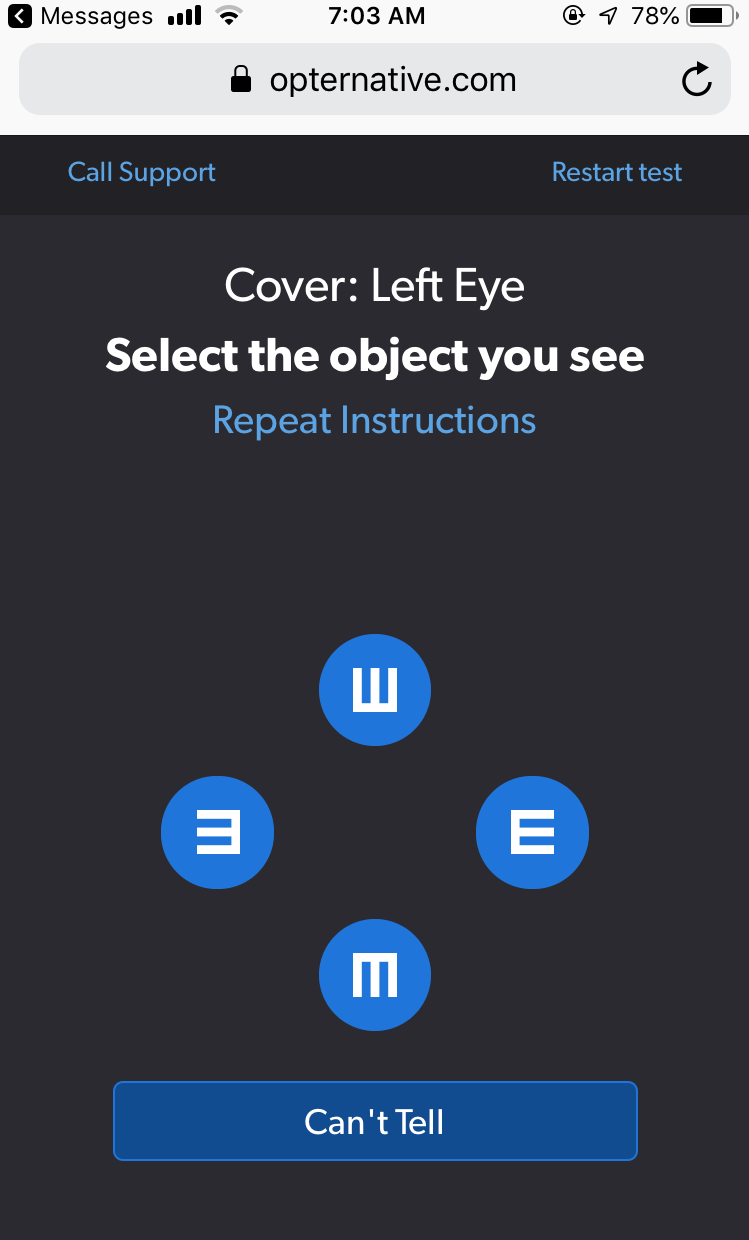 Messages 7:03 AM 78%
opternative.com
Call Support Restart test
Cover: Left Eye
Select the object you see
Repeat Instructions
Ш
Ǝ E
M
Can't Tell